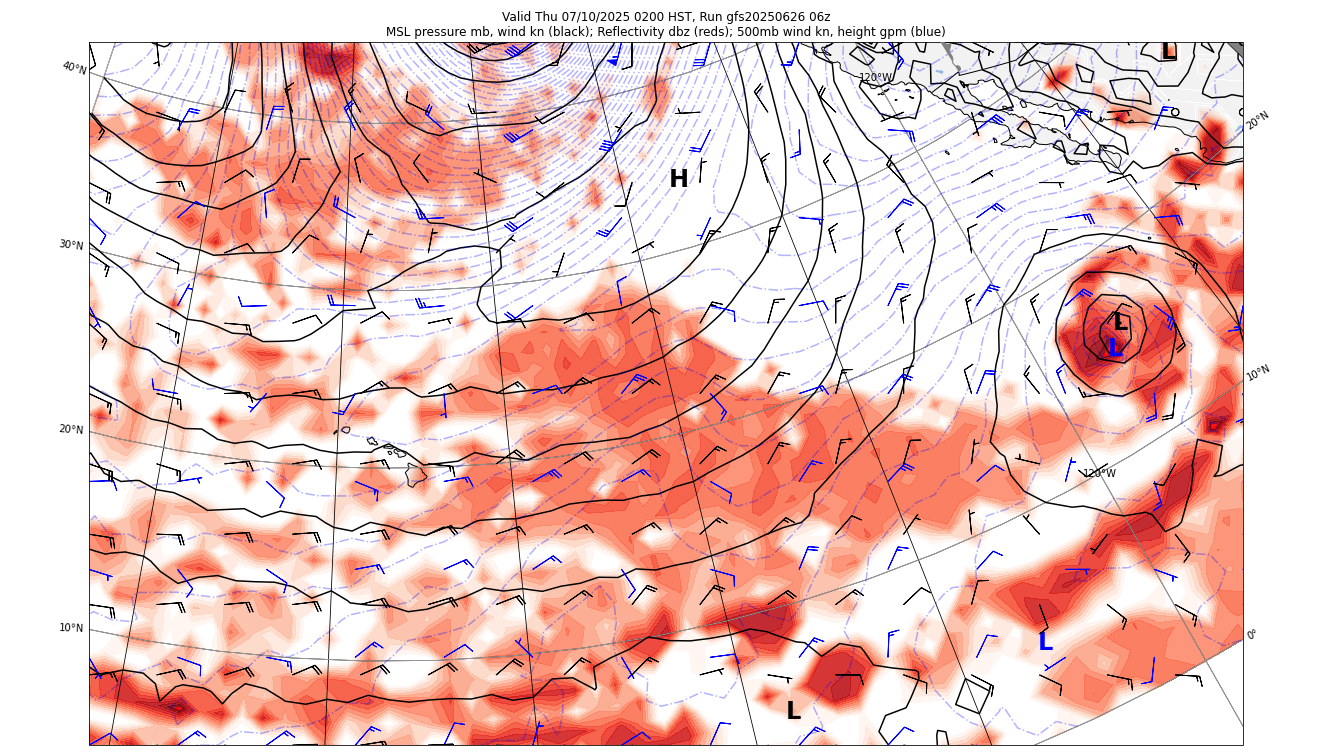 Valid Thu 07/10/2025 0200 HST, Run gfs20250626 06z
MSL pressure mb, wind kn (black); Reflectivity dbz (reds); 500mb wind kn, height gpm (blue)
L
40°N
120°W
20°N
H
30°N
L
L
10°N
20°N
120°W
10°N
0°
L
L